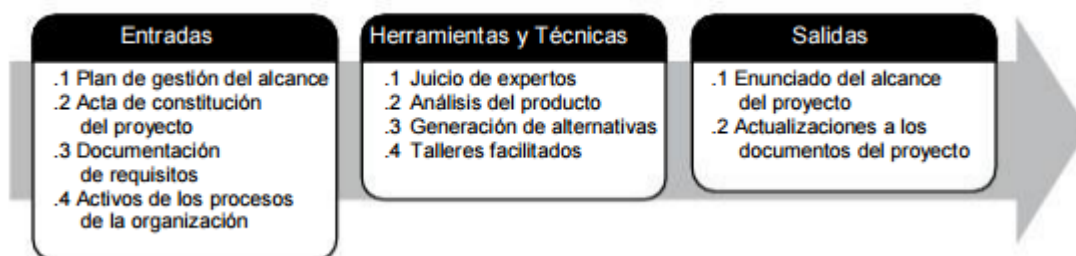 Entradas
.1 Plan de gestión del alcance
.2 Acta de constitución
del proyecto
.3 Documentación
de requisitos
.4 Activos de los procesos
de la organización
Herramientas y Técnicas
.1 Juicio de expertos
.2 Análisis del producto
.3 Generación de alternativas
.4 Talleres facilitados
Salidas
.1 Enunciado del alcance
del proyecto
.2 Actualizaciones a los
documentos del proyecto